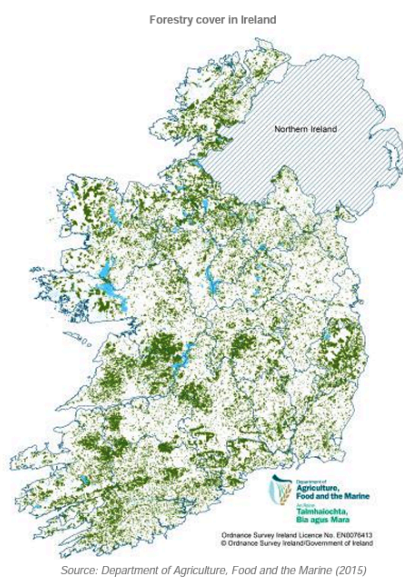 Forestry cover in Ireland
Northern Ireland
Department of
Agriculture,
Food and the Marine
An Roinn
Talmhaíochta,
Bia agus Mara
Ordnance Survey Ireland Licence No. EN8076413
© Ordnance Survey Ireland/Government of Ireland
Source: Department of Agriculture, Food and the Marine (2015)